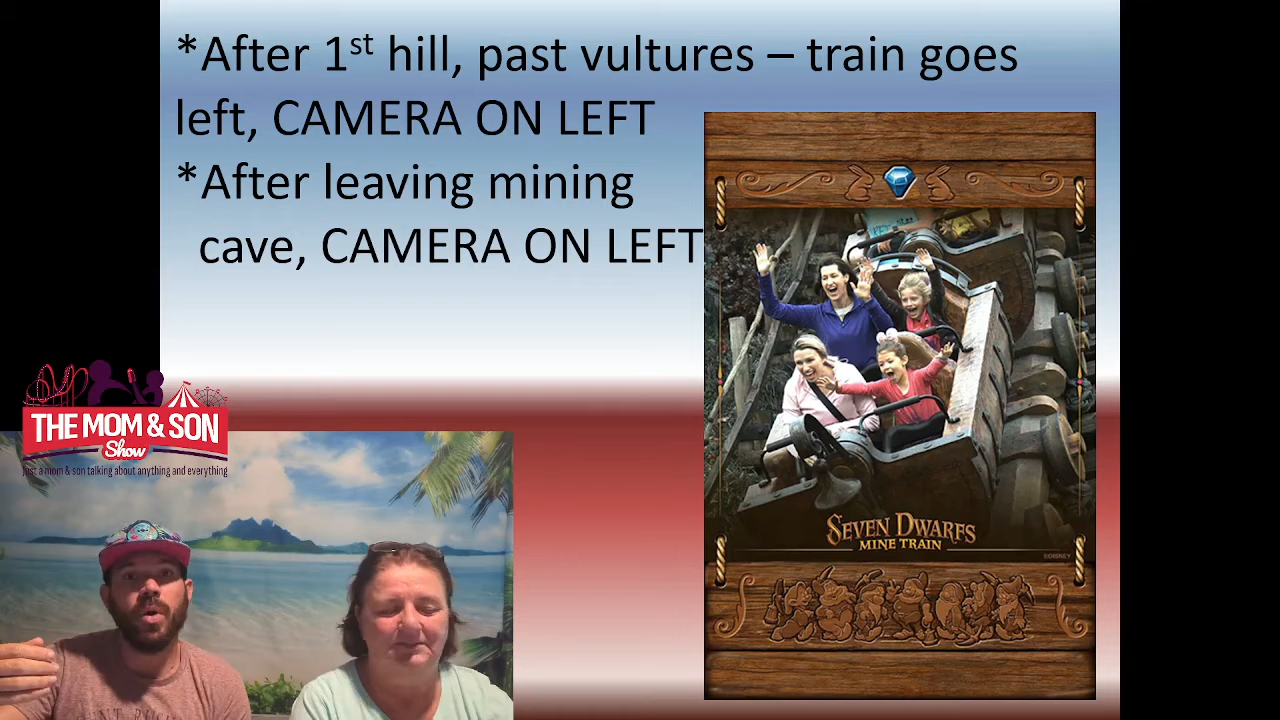 *After 1st hill, past vultures – train goes
left, CAMERA ON LEFT
*After leaving mining
cave, CAMERA ON LEFT
SEVEN DWARFS
MINE TRAIN
©DISNEY
THE MOM & SON
Show
just a mom & son talking about anything and everything